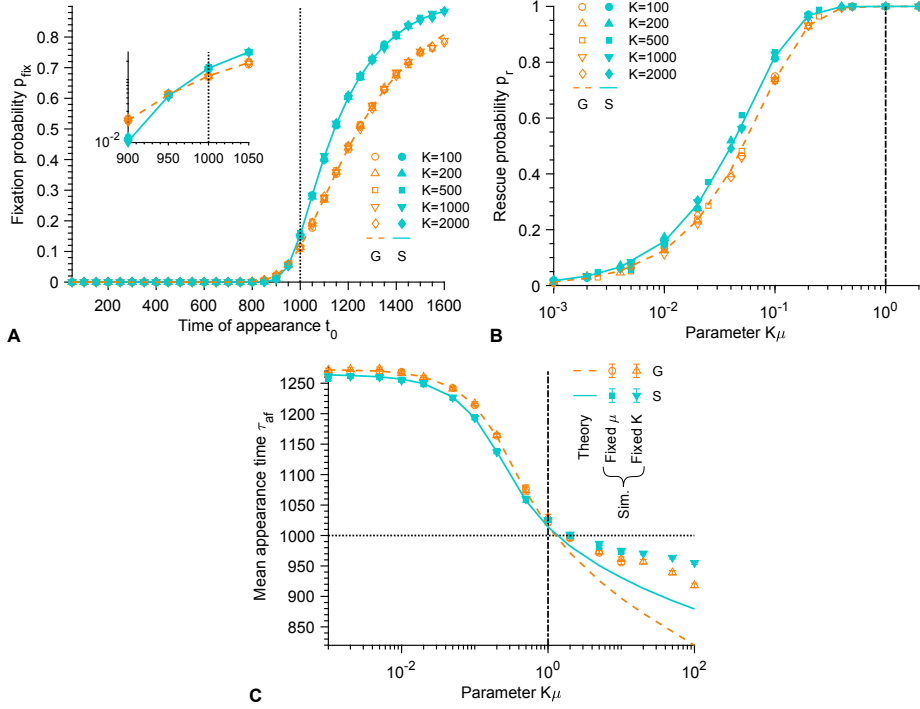 Fixation probability p_fix
0.9
0.8
0.7
0.6
0.5
0.4
0.3
0.2
0.1
0
10^-2
900 950 1000 1050
K=100
K=200
K=500
K=1000
K=2000
G S
200 400 600 800 1000 1200 1400 1600
Time of appearance t_0
A
Rescue probability p_r
1
0.8
0.6
0.4
0.2
0
K=100
K=200
K=500
K=1000
K=2000
G S
10^-3 10^-2 10^-1 10^0
Parameter Kμ
B
Mean appearance time τ_af
1250
1200
1150
1100
1050
1000
950
900
850
G
S
Theory
Fixed μ
Fixed K
Sim.
10^-2 10^0 10^2
Parameter Kμ
C